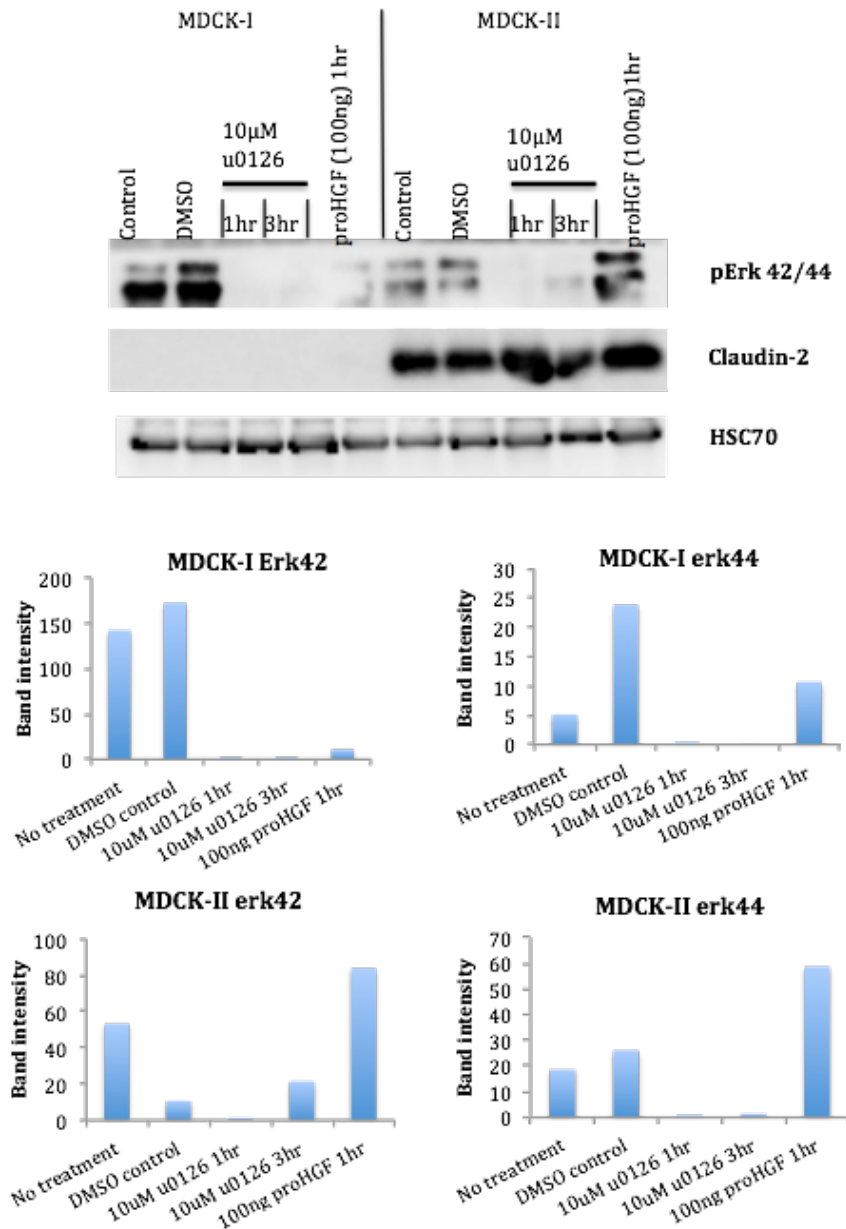 MDCK-I
MDCK-II
Control
DMSO
10µM
u0126
1hr 3hr
proHGF (100ng) 1hr
Control
DMSO
10µM
u0126
1hr 3hr
proHGF (100ng) 1hr
pErk 42/44
Claudin-2
HSC70
MDCK-I Erk42
Band intensity
200
150
100
50
0
No treatment
DMSO control
10uM u0126 1hr
10uM u0126 3hr
100ng proHGF 1hr
MDCK-I erk44
Band intensity
30
25
20
15
10
5
0
No treatment
DMSO control
10uM u0126 1hr
10uM u0126 3hr
100ng proHGF 1hr
MDCK-II erk42
Band intensity
100
80
60
40
20
0
No treatment
DMSO control
10uM u0126 1hr
10uM u0126 3hr
100ng proHGF 1hr
MDCK-II erk44
Band intensity
70
60
50
40
30
20
10
0
No treatment
DMSO control
10uM u0126 1hr
10uM u0126 3hr
100ng proHGF 1hr